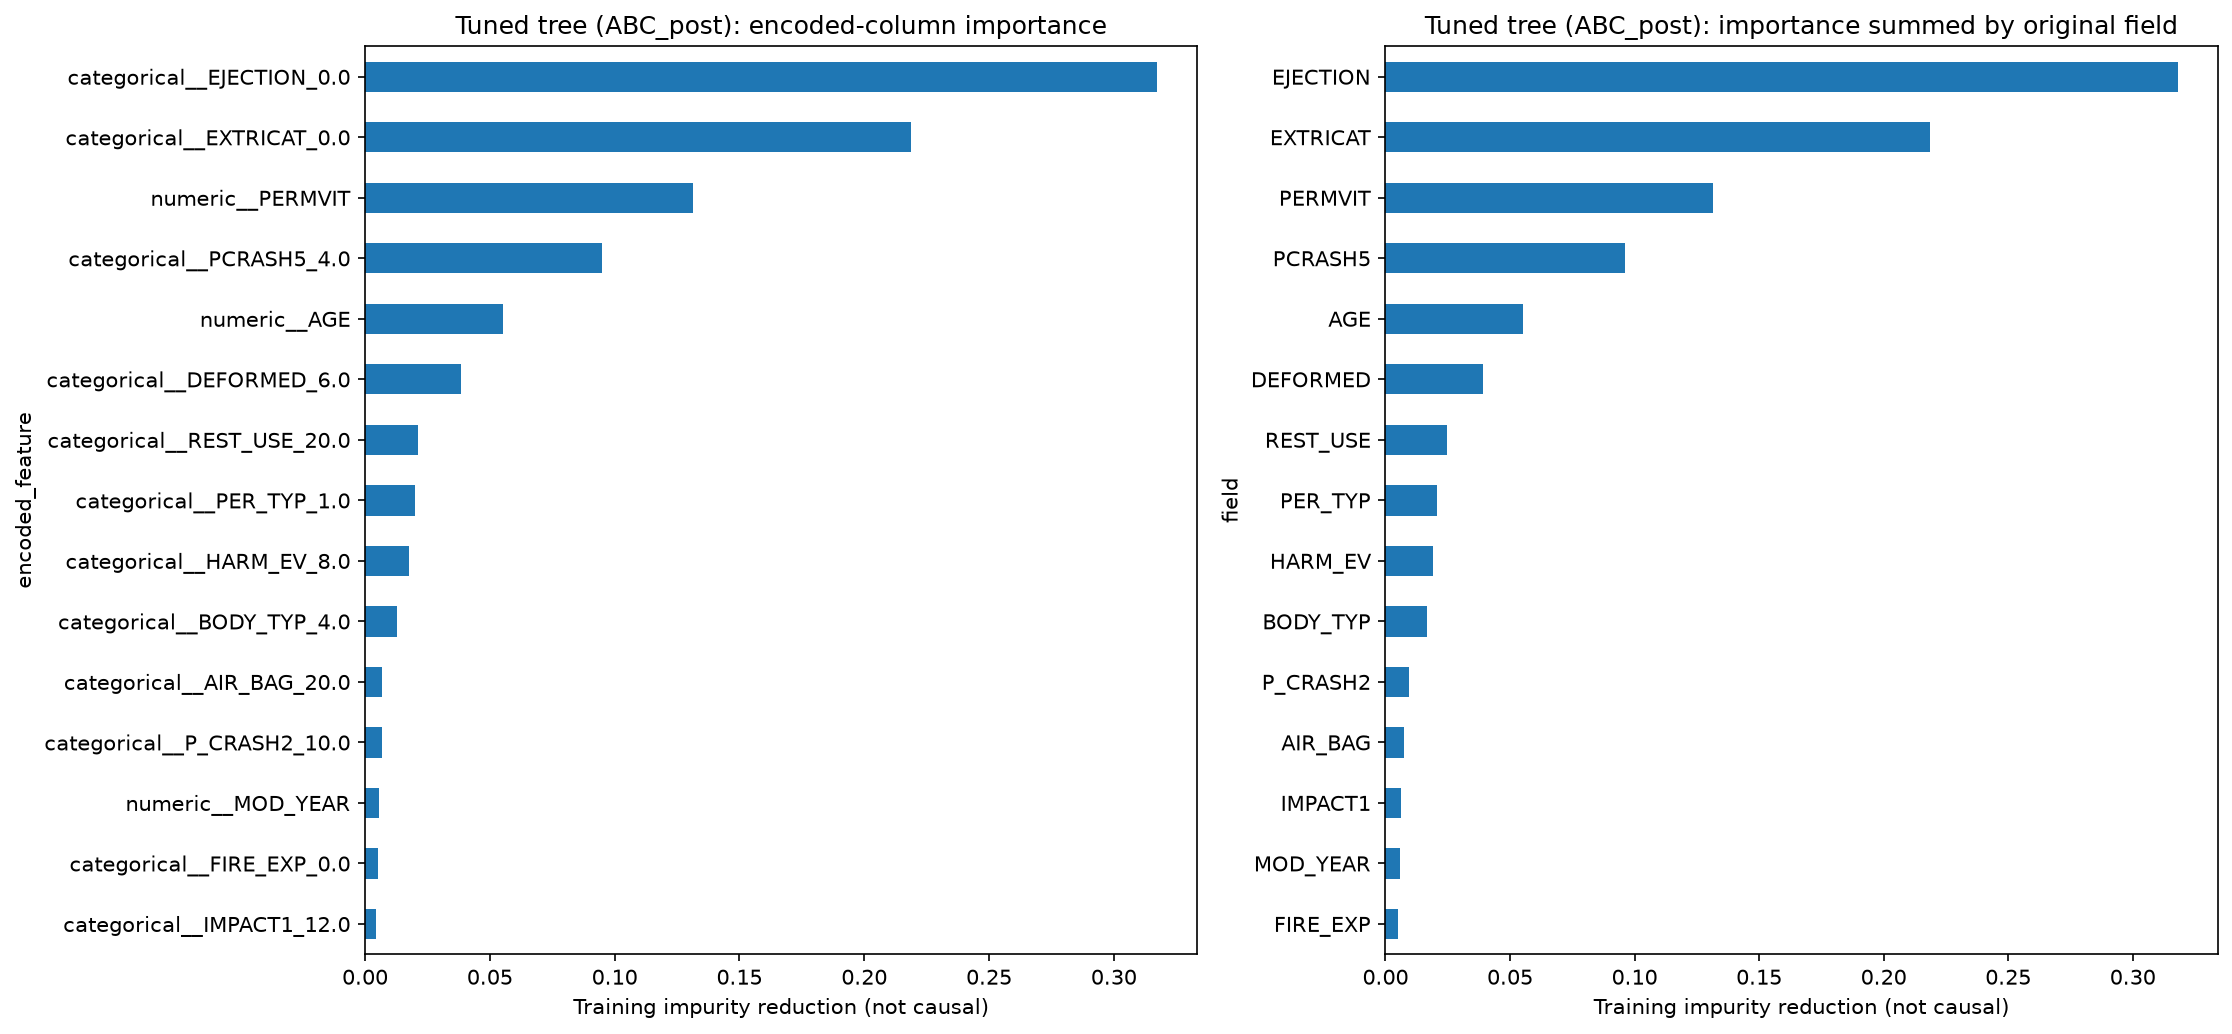 Tuned tree (ABC_post): encoded-column importance
categorical__EJECTION_0.0
categorical__EXTRICAT_0.0
numeric__PERMVIT
categorical__PCRASH5_4.0
numeric__AGE
categorical__DEFORMED_6.0
categorical__REST_USE_20.0
categorical__PER_TYP_1.0
categorical__HARM_EV_8.0
categorical__BODY_TYP_4.0
categorical__AIR_BAG_20.0
categorical__P_CRASH2_10.0
numeric__MOD_YEAR
categorical__FIRE_EXP_0.0
categorical__IMPACT1_12.0
encoded_feature
0.00 0.05 0.10 0.15 0.20 0.25 0.30
Training impurity reduction (not causal)
Tuned tree (ABC_post): importance summed by original field
EJECTION
EXTRICAT
PERMVIT
PCRASH5
AGE
DEFORMED
REST_USE
PER_TYP
HARM_EV
BODY_TYP
P_CRASH2
AIR_BAG
IMPACT1
MOD_YEAR
FIRE_EXP
field
0.00 0.05 0.10 0.15 0.20 0.25 0.30
Training impurity reduction (not causal)